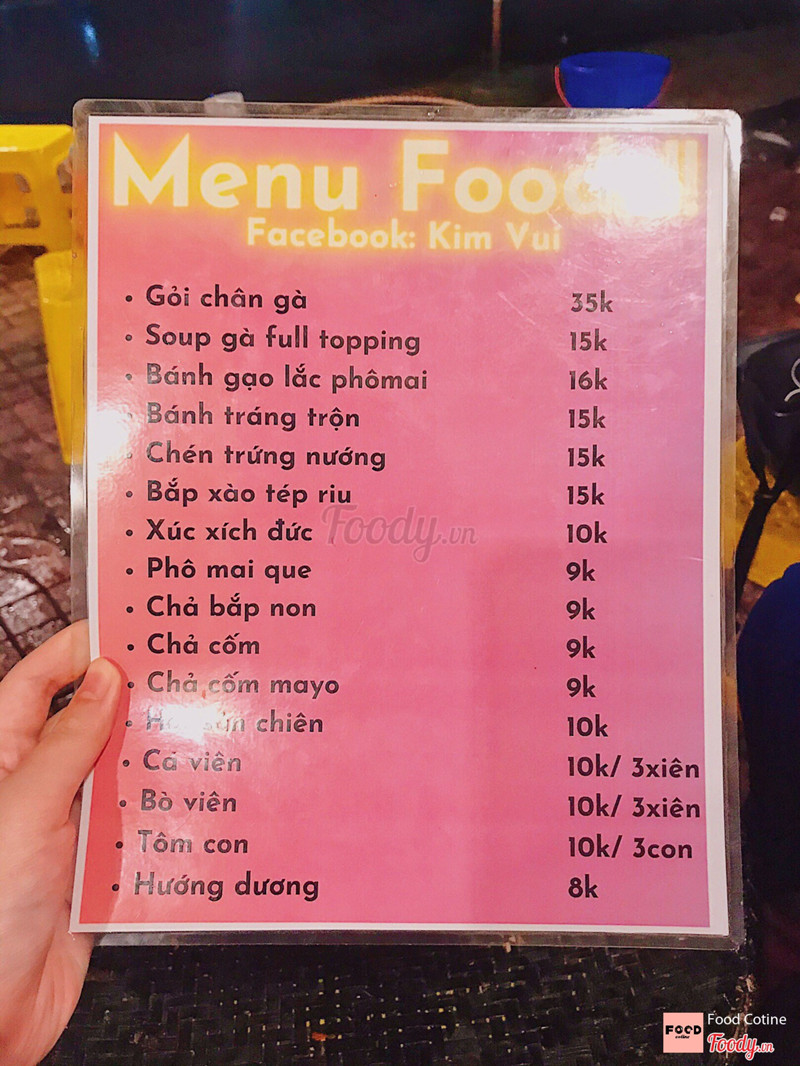 Menu Food
Facebook: Kim Vui
• Gỏi chân gà 35k
• Soup gà full topping 15k
• Bánh gạo lắc phômai 16k
• Bánh tráng trộn 15k
• Chén trứng nướng 15k
• Bắp xào tép riu 15k
• Xúc xích đức 10k
• Phô mai que 9k
• Chả bắp non 9k
• Chả cốm 9k
• Chả cốm mayo 9k
• chiên 10k
• Cá viên 10k/ 3xiên
• Bò viên 10k/ 3xiên
• Tôm con 10k/ 3con
• Hướng dương 8k
Foody.vn
FOOD cotine
Food Cotine
Foody.vn